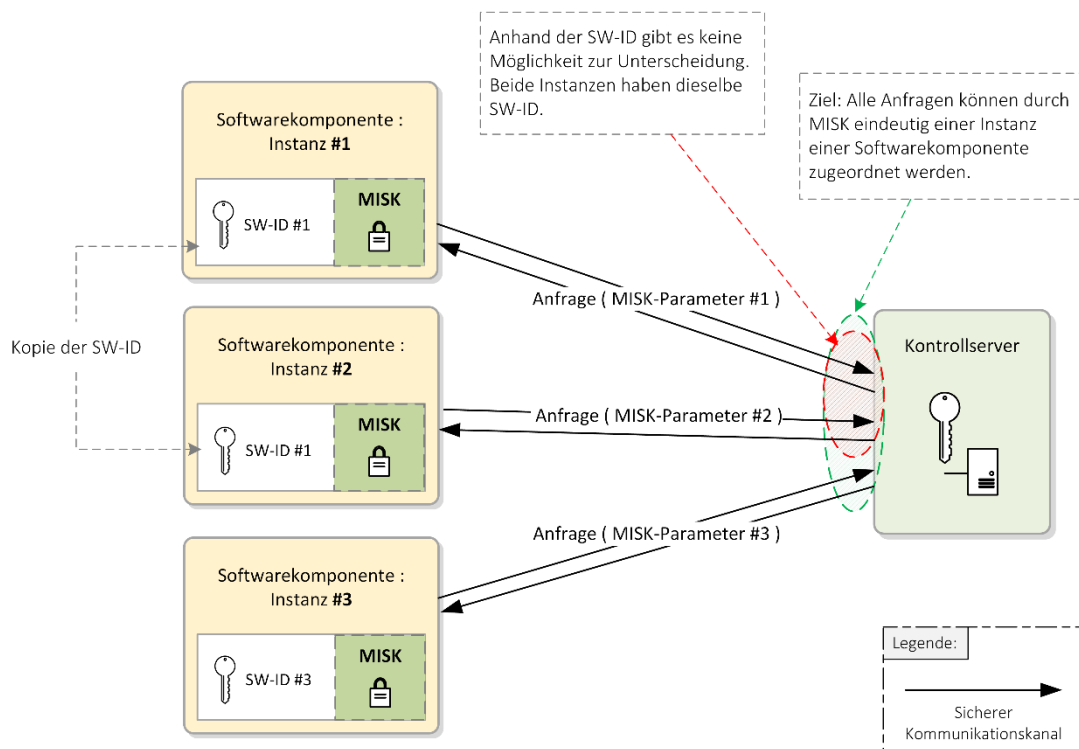 Anhand der SW-ID gibt es keine
Möglichkeit zur Unterscheidung.
Beide Instanzen haben dieselbe
SW-ID.
Ziel: Alle Anfragen können durch
MISK eindeutig einer Instanz
einer Softwarekomponente
zugeordnet werden.
Softwarekomponente :
Instanz #1
SW-ID #1
MISK
Anfrage ( MISK-Parameter #1 )
Kopie der SW-ID
Softwarekomponente :
Instanz #2
SW-ID #1
MISK
Anfrage ( MISK-Parameter #2 )
Kontrollserver
Softwarekomponente :
Instanz #3
SW-ID #3
MISK
Anfrage ( MISK-Parameter #3 )
Legende:
Sicherer
Kommunikationskanal